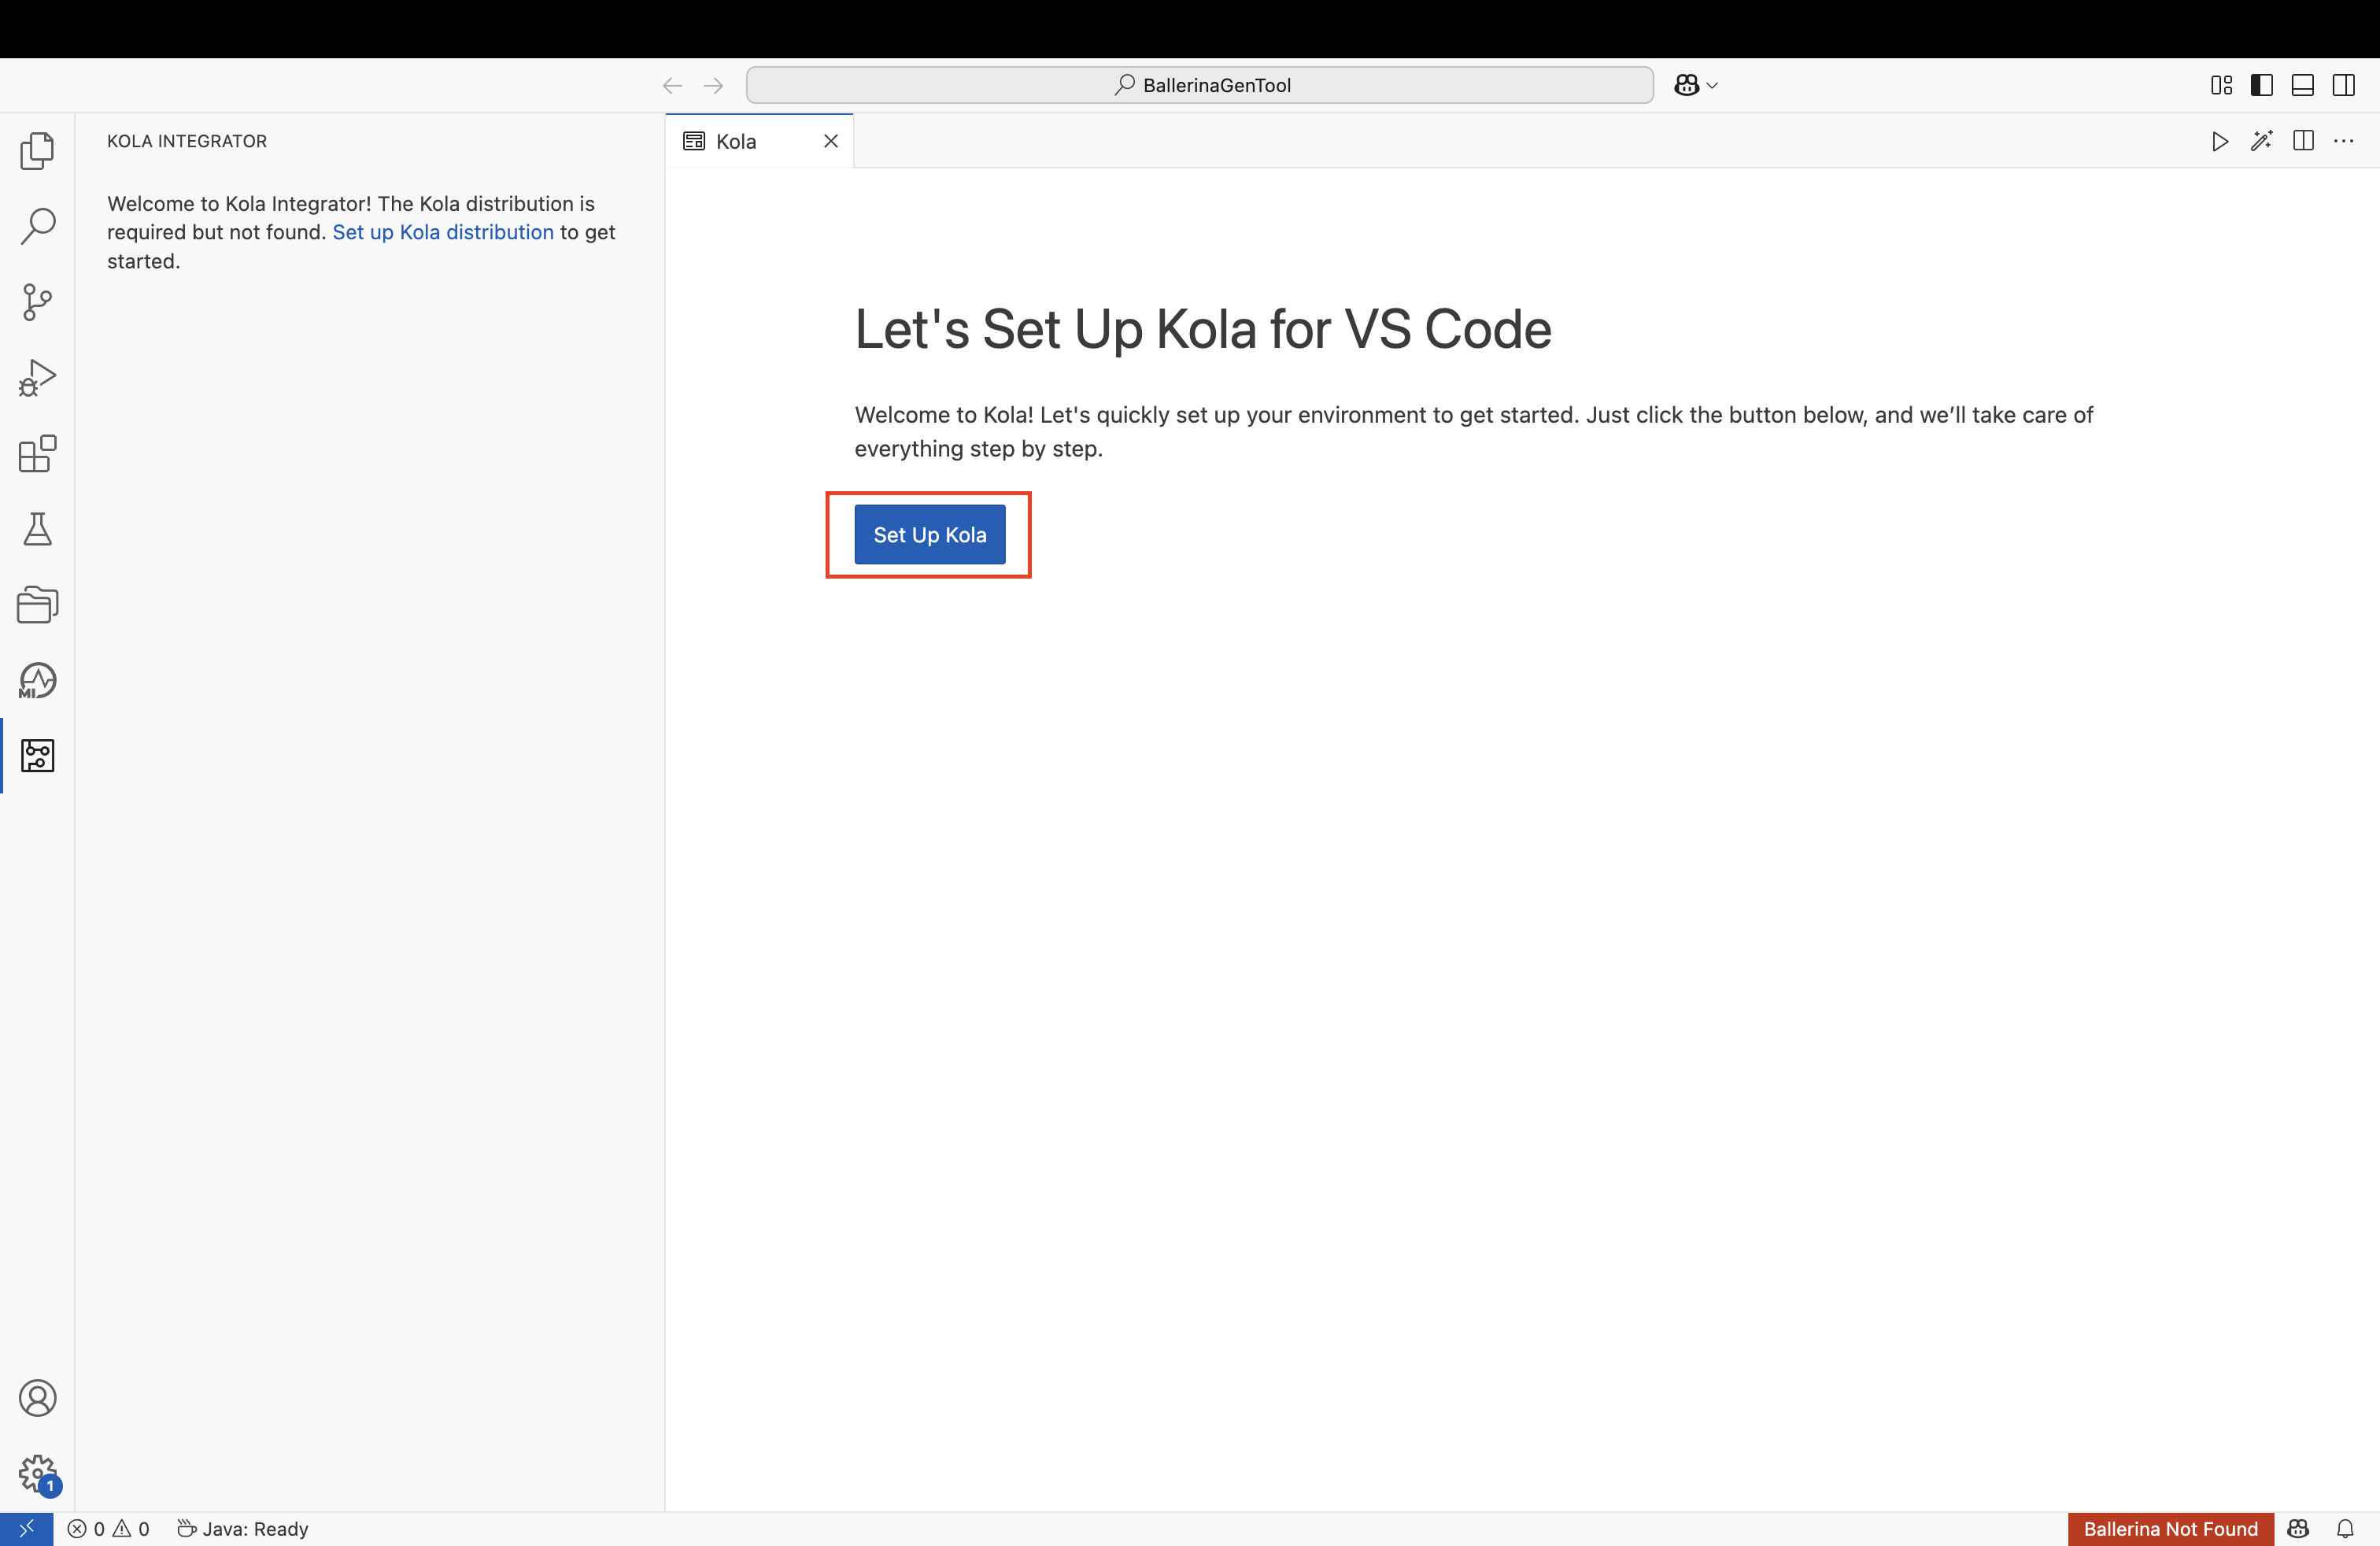 BallerinaGenTool
KOLA INTEGRATOR
Welcome to Kola Integrator! The Kola distribution is
required but not found. Set up Kola distribution to get
started.
Kola
Let's Set Up Kola for VS Code
Welcome to Kola! Let's quickly set up your environment to get started. Just click the button below, and we’ll take care of
everything step by step.
Set Up Kola
MI
1
0 0 Java: Ready
Ballerina Not Found